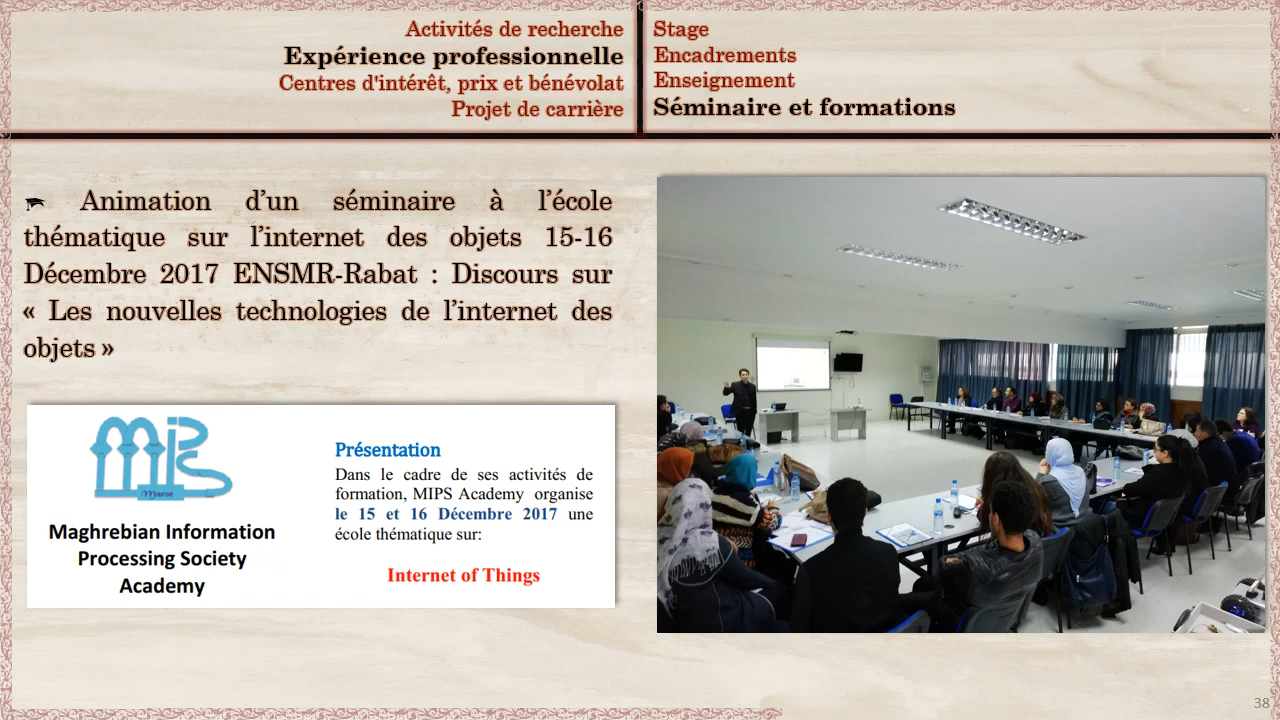 Activités de recherche
Expérience professionnelle
Centres d'intérêt, prix et bénévolat
Projet de carrière
Stage
Encadrements
Enseignement
Séminaire et formations
Animation d’un séminaire à l’école
thématique sur l’internet des objets 15-16
Décembre 2017 ENSMR-Rabat : Discours sur
« Les nouvelles technologies de l’internet des
objets »
MIPS
Maroc
Maghrebian Information
Processing Society
Academy
Présentation
Dans le cadre de ses activités de
formation, MIPS Academy organise
le 15 et 16 Décembre 2017 une
école thématique sur:
Internet of Things
38